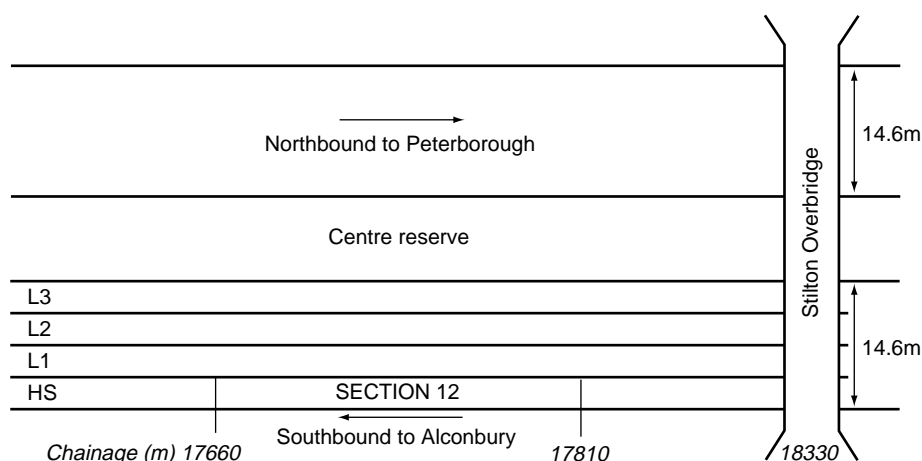 14.6m
Northbound to Peterborough
Stilton Overbridge
Centre reserve
L3
L2
14.6m
L1
HS
SECTION 12
Southbound to Alconbury
Chainage (m) 17660
17810
18330